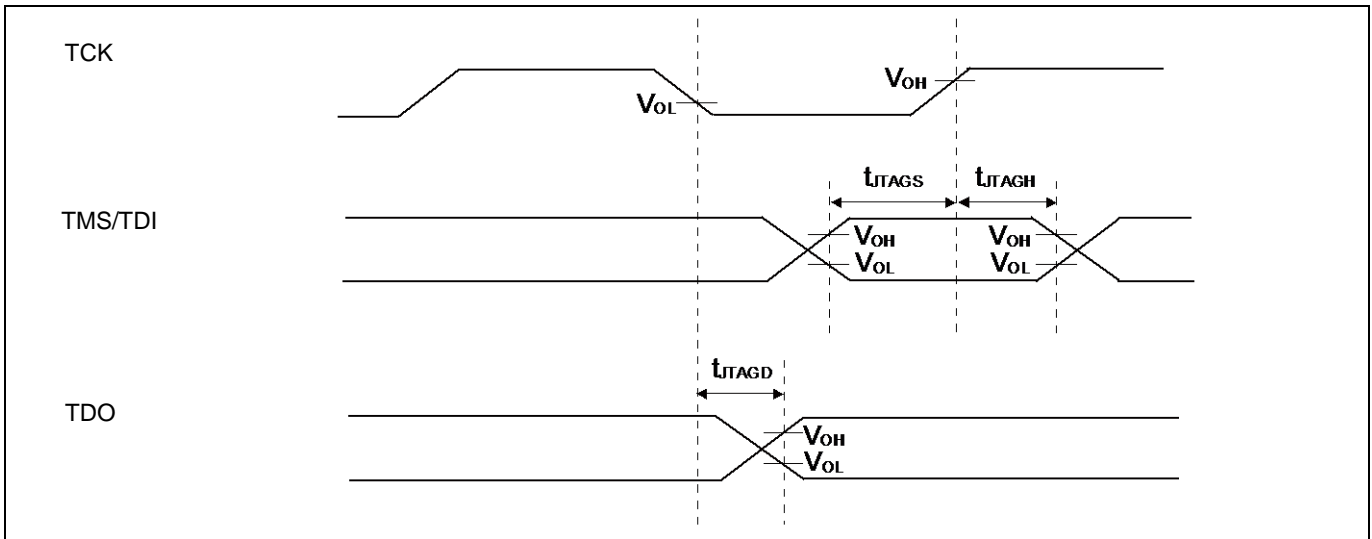 TCK
VOH
VOL
tJTAGS tJTAGH
TMS/TDI
VOH VOH
VOL VOL
tJTAGD
TDO
VOH
VOL